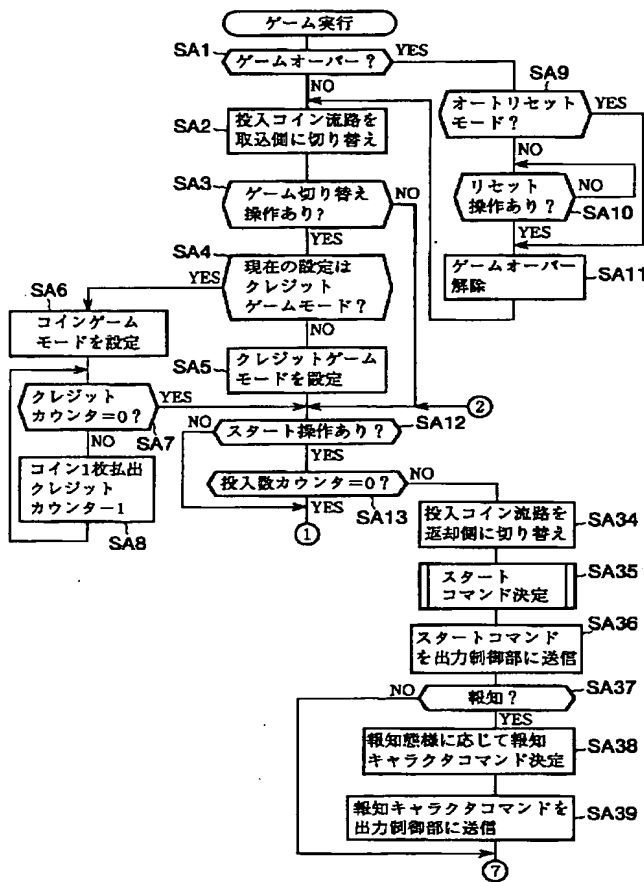 ゲーム実行
SA1
ゲームオーバー？
YES
NO
SA9
オートリセット
モード？
YES
NO
SA2
投入コイン流路を
取込側に切り替え
SA3
ゲーム切り替え
操作あり?
NO
YES
リセット
操作あり？
NO
SA10
YES
SA4
現在の設定は
クレジット
ゲームモード？
YES
NO
ゲームオーバー
解除
SA11
SA6
コインゲーム
モードを設定
SA5
クレジットゲーム
モードを設定
クレジット
カウンタ＝0？
YES
SA7
NO
②
NO
スタート操作あり？
SA12
YES
コイン1枚払出
クレジット
カウンター1
SA8
投入数カウンタ＝0？
NO
SA13
YES
①
投入コイン流路を
返却側に切り替え
SA34
スタート
コマンド決定
SA35
スタートコマンド
を出力制御部に送信
SA36
NO
報知？
SA37
YES
報知態様に応じて報知
キャラクタコマンド決定
SA38
報知キャラクタコマンドを
出力制御部に送信
SA39
⑦